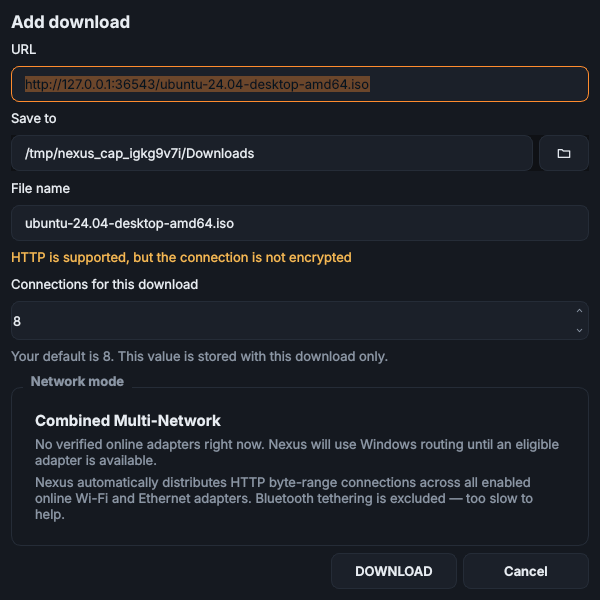 Add download
URL
http://127.0.0.1:36543/ubuntu-24.04-desktop-amd64.iso
Save to
/tmp/nexus_cap_igkg9v7i/Downloads
File name
ubuntu-24.04-desktop-amd64.iso
HTTP is supported, but the connection is not encrypted
Connections for this download
8
Your default is 8. This value is stored with this download only.
Network mode
Combined Multi-Network
No verified online adapters right now. Nexus will use Windows routing until an eligible
adapter is available.
Nexus automatically distributes HTTP byte-range connections across all enabled
online Wi-Fi and Ethernet adapters. Bluetooth tethering is excluded — too slow to
help.
DOWNLOAD
Cancel